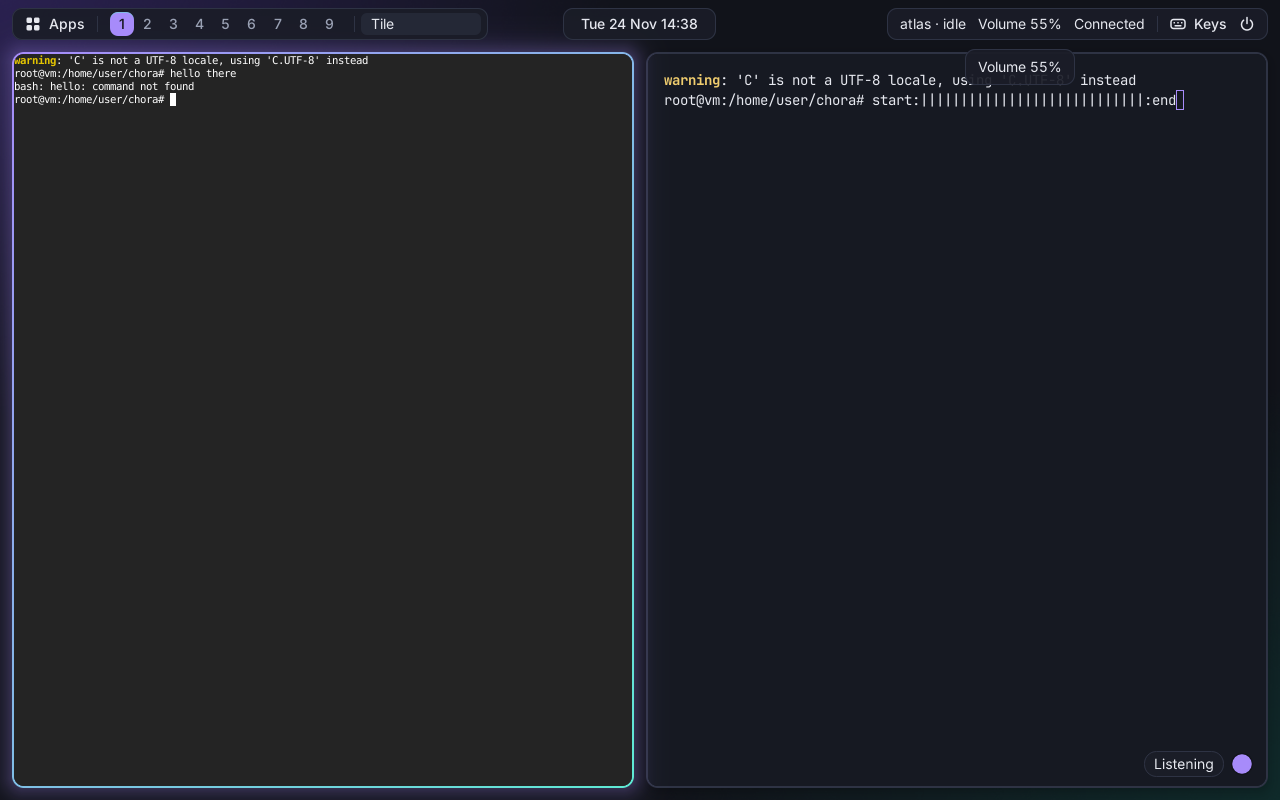 Apps 1 2 3 4 5 6 7 8 9 Tile
Tue 24 Nov 14:38
atlas · idle Volume 55% Connected Keys
warning: 'C' is not a UTF-8 locale, using 'C.UTF-8' instead
root@vm:/home/user/chora# hello there
bash: hello: command not found
root@vm:/home/user/chora#
Volume 55%
warning: 'C' is not a UTF-8 locale, using 'C.UTF-8' instead
root@vm:/home/user/chora# start:||||||||||||||||||||||||||||:end
Listening